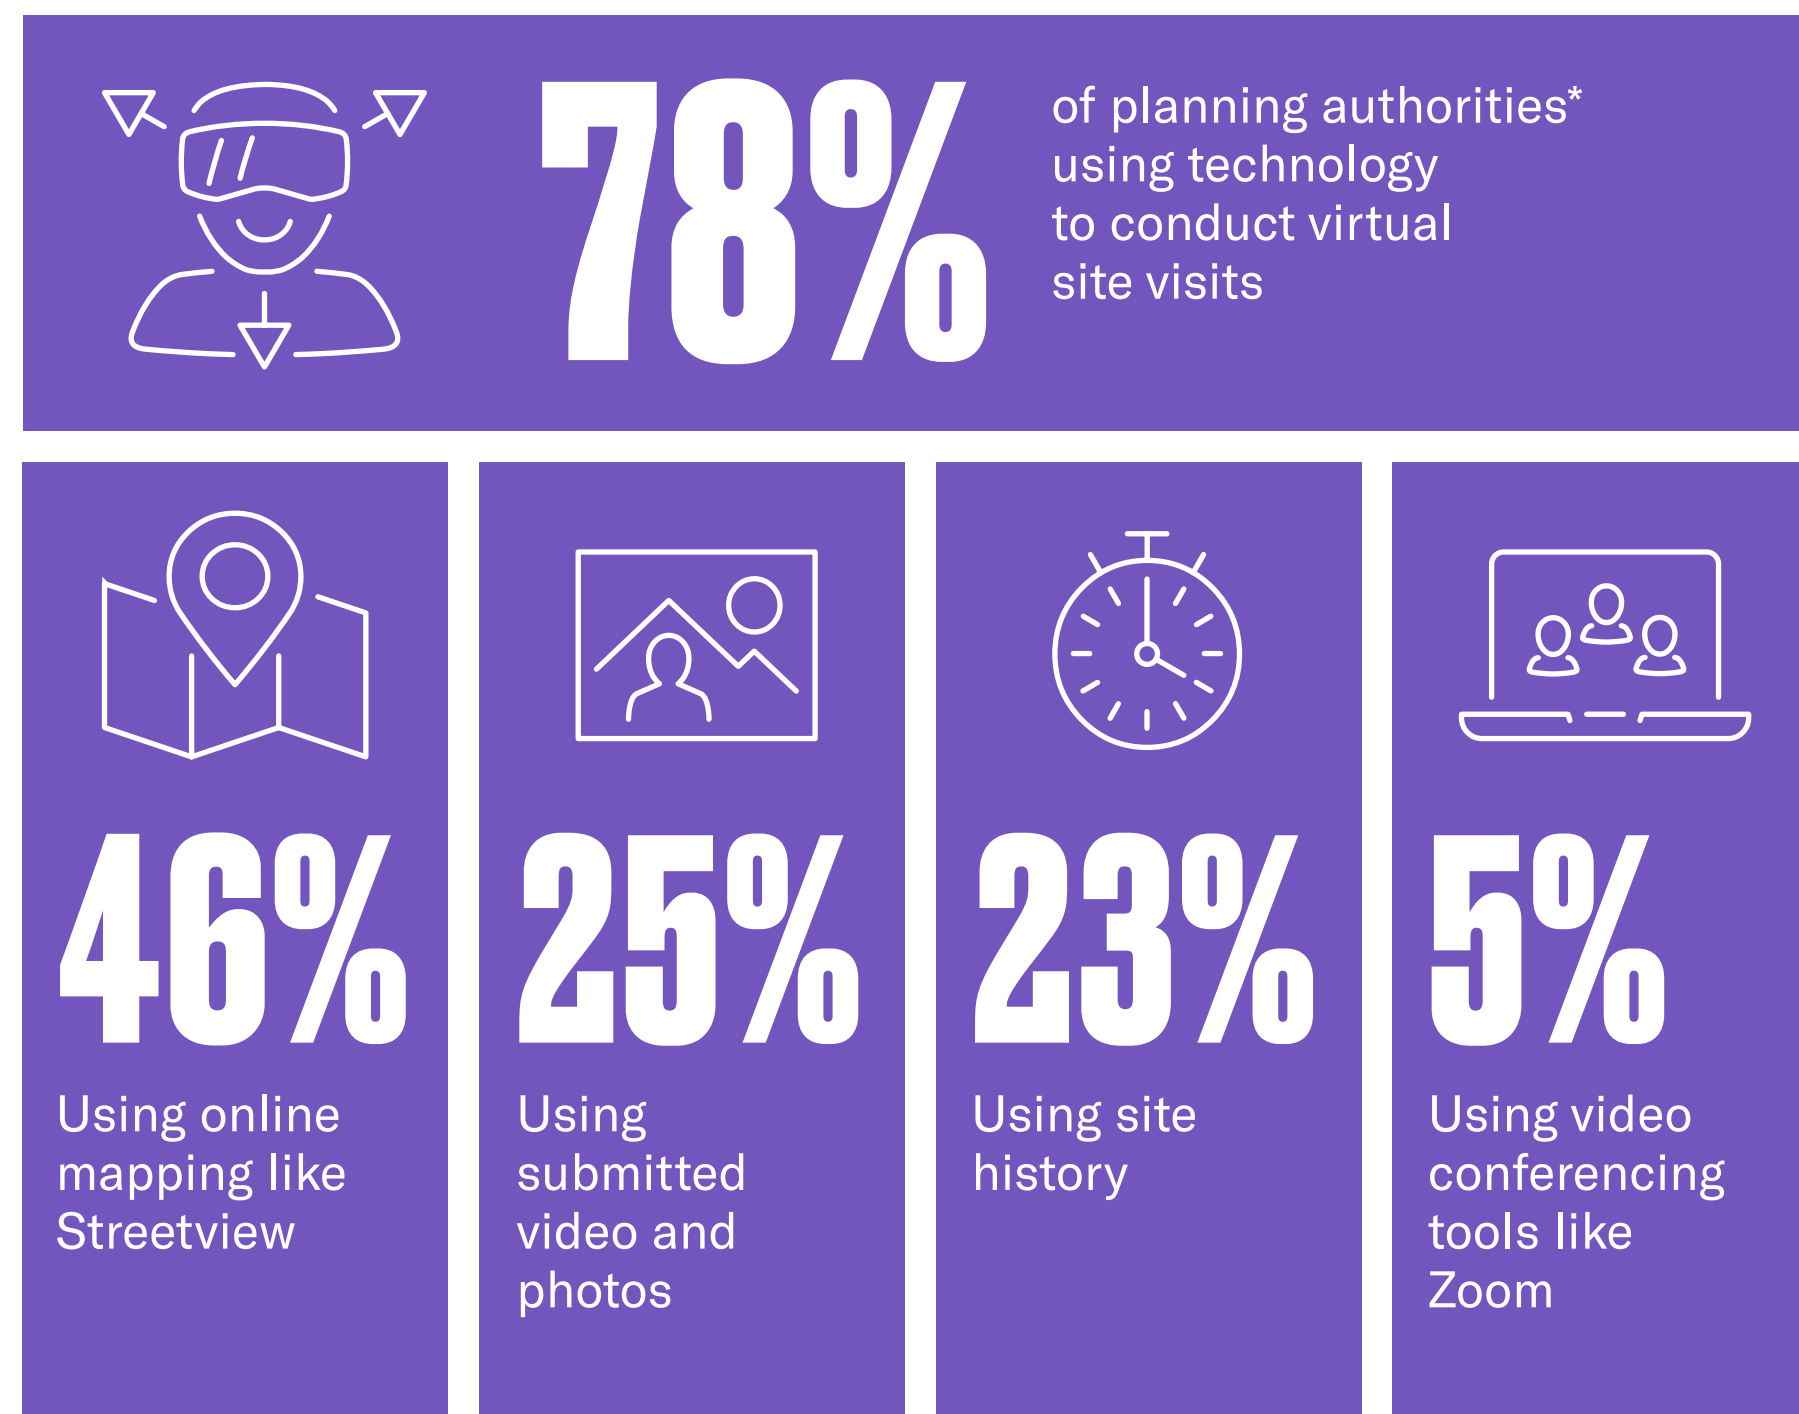 78%
of planning authorities*
using technology
to conduct virtual
site visits
46%
Using online
mapping like
Streetview
25%
Using
submitted
video and
photos
23%
Using site
history
5%
Using video
conferencing
tools like
Zoom